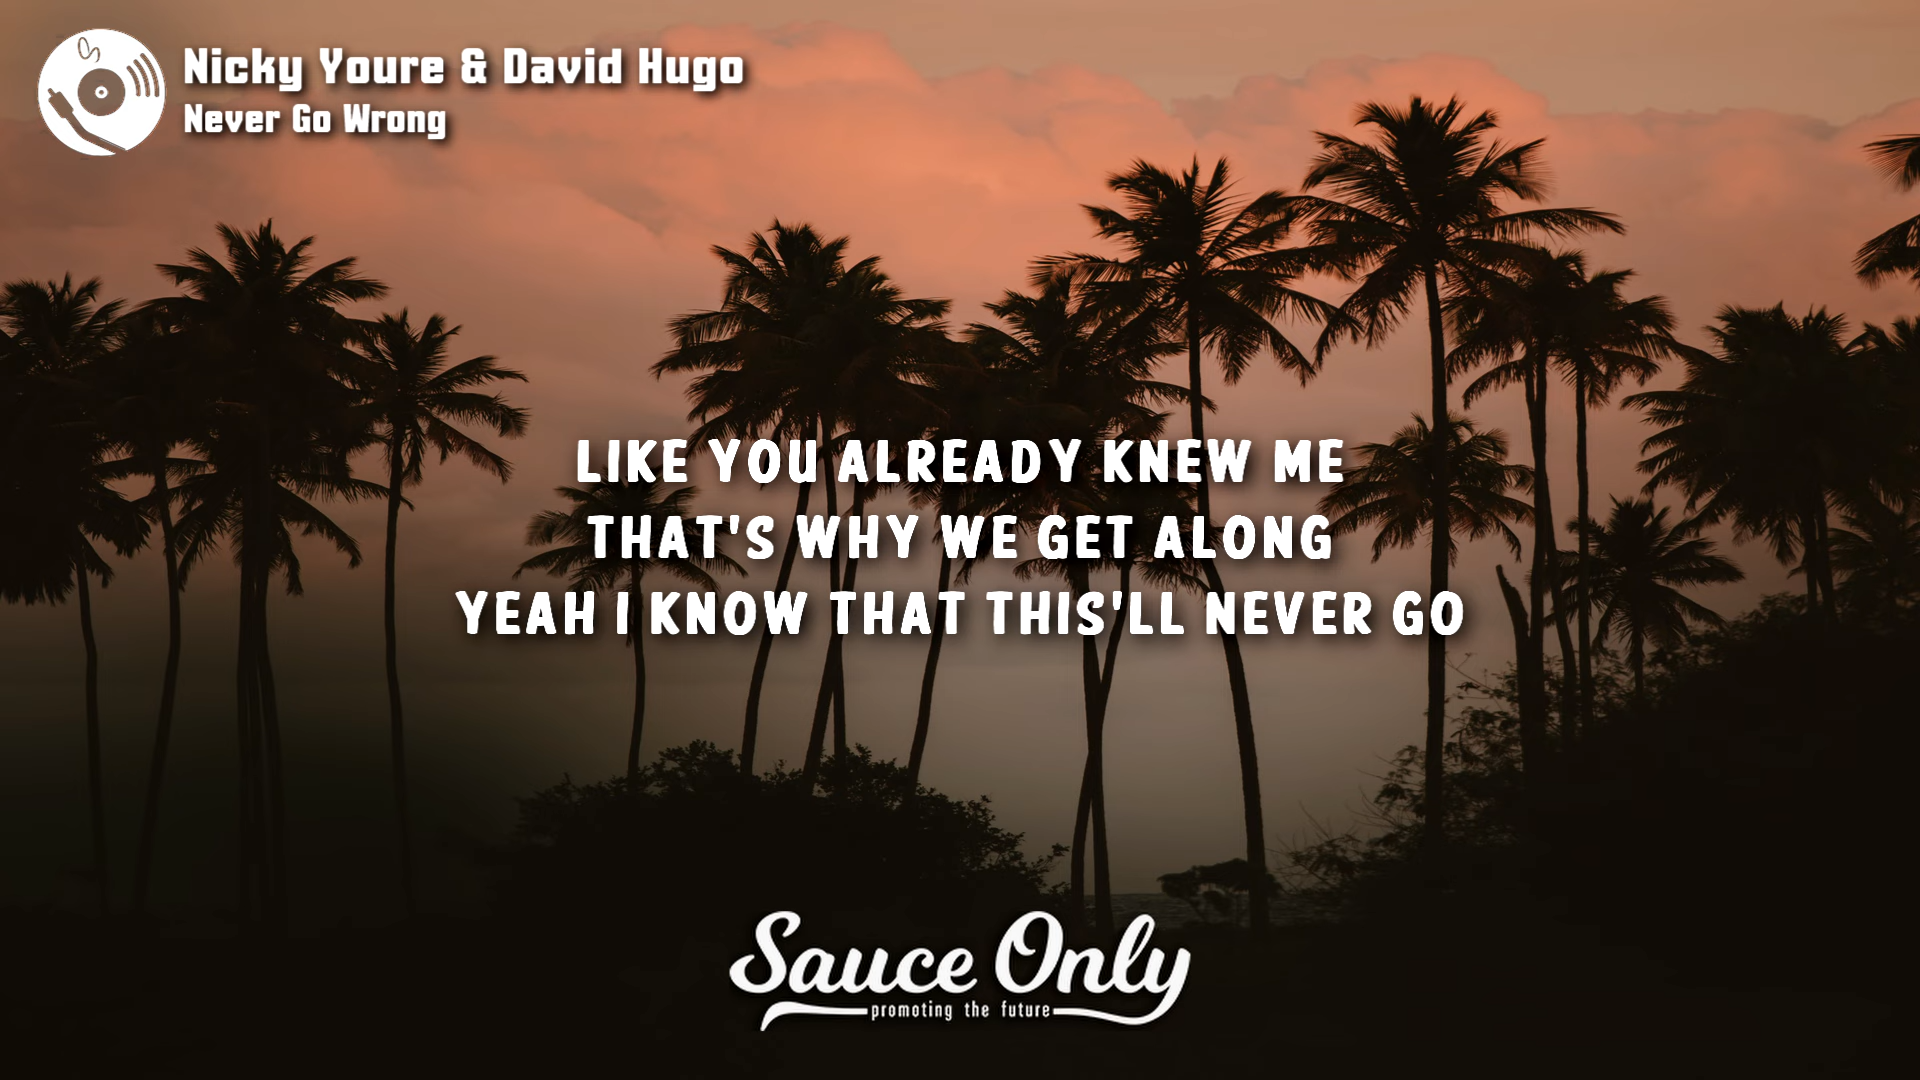 Nicky Youre & David Hugo
Never Go Wrong
LIKE YOU ALREADY KNEW ME
THAT'S WHY WE GET ALONG
YEAH I KNOW THAT THIS'LL NEVER GO
Sauce Only
promoting the future